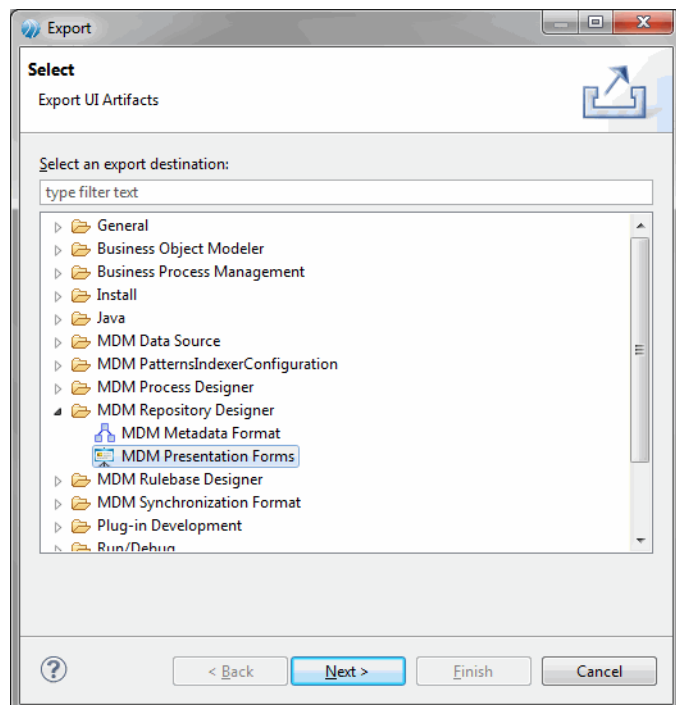 Export
Select
Export UI Artifacts
Select an export destination:
type filter text
General
Business Object Modeler
Business Process Management
Install
Java
MDM Data Source
MDM PatternsIndexerConfiguration
MDM Process Designer
MDM Repository Designer
MDM Metadata Format
MDM Presentation Forms
MDM Rulebase Designer
MDM Synchronization Format
Plug-in Development
Run/Debug
? < Back Next > Finish Cancel